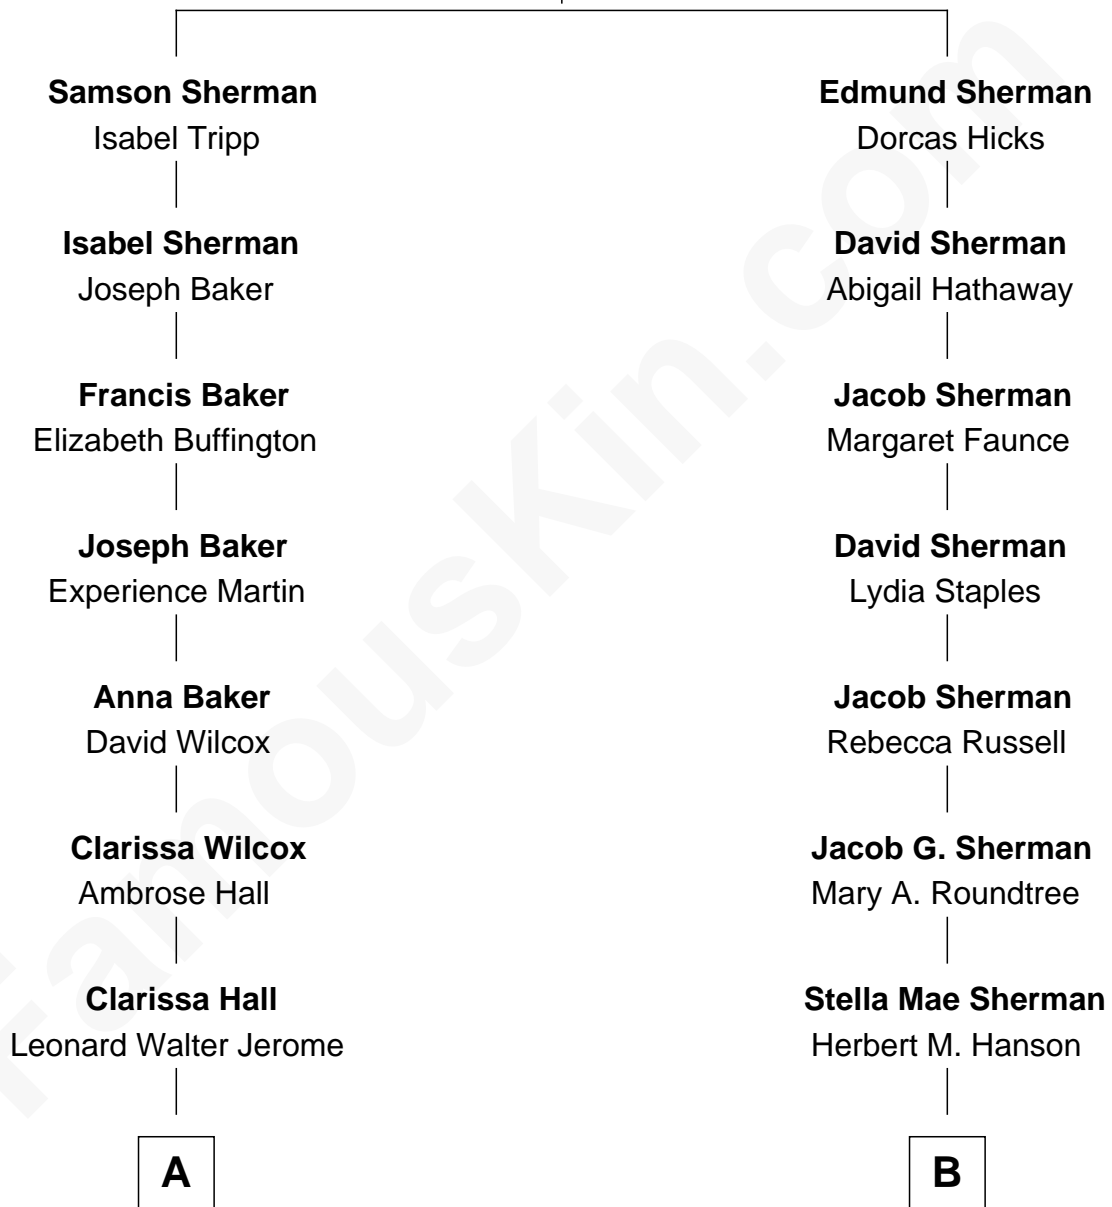 Samson Sherman
Isabel Tripp
Isabel Sherman
Joseph Baker
Francis Baker
Elizabeth Buffington
Joseph Baker
Experience Martin
Anna Baker
David Wilcox
Clarissa Wilcox
Ambrose Hall
Clarissa Hall
Leonard Walter Jerome
A
Edmund Sherman
Dorcas Hicks
David Sherman
Abigail Hathaway
Jacob Sherman
Margaret Faunce
David Sherman
Lydia Staples
Jacob Sherman
Rebecca Russell
Jacob G. Sherman
Mary A. Roundtree
Stella Mae Sherman
Herbert M. Hanson
B
FamousKin.com